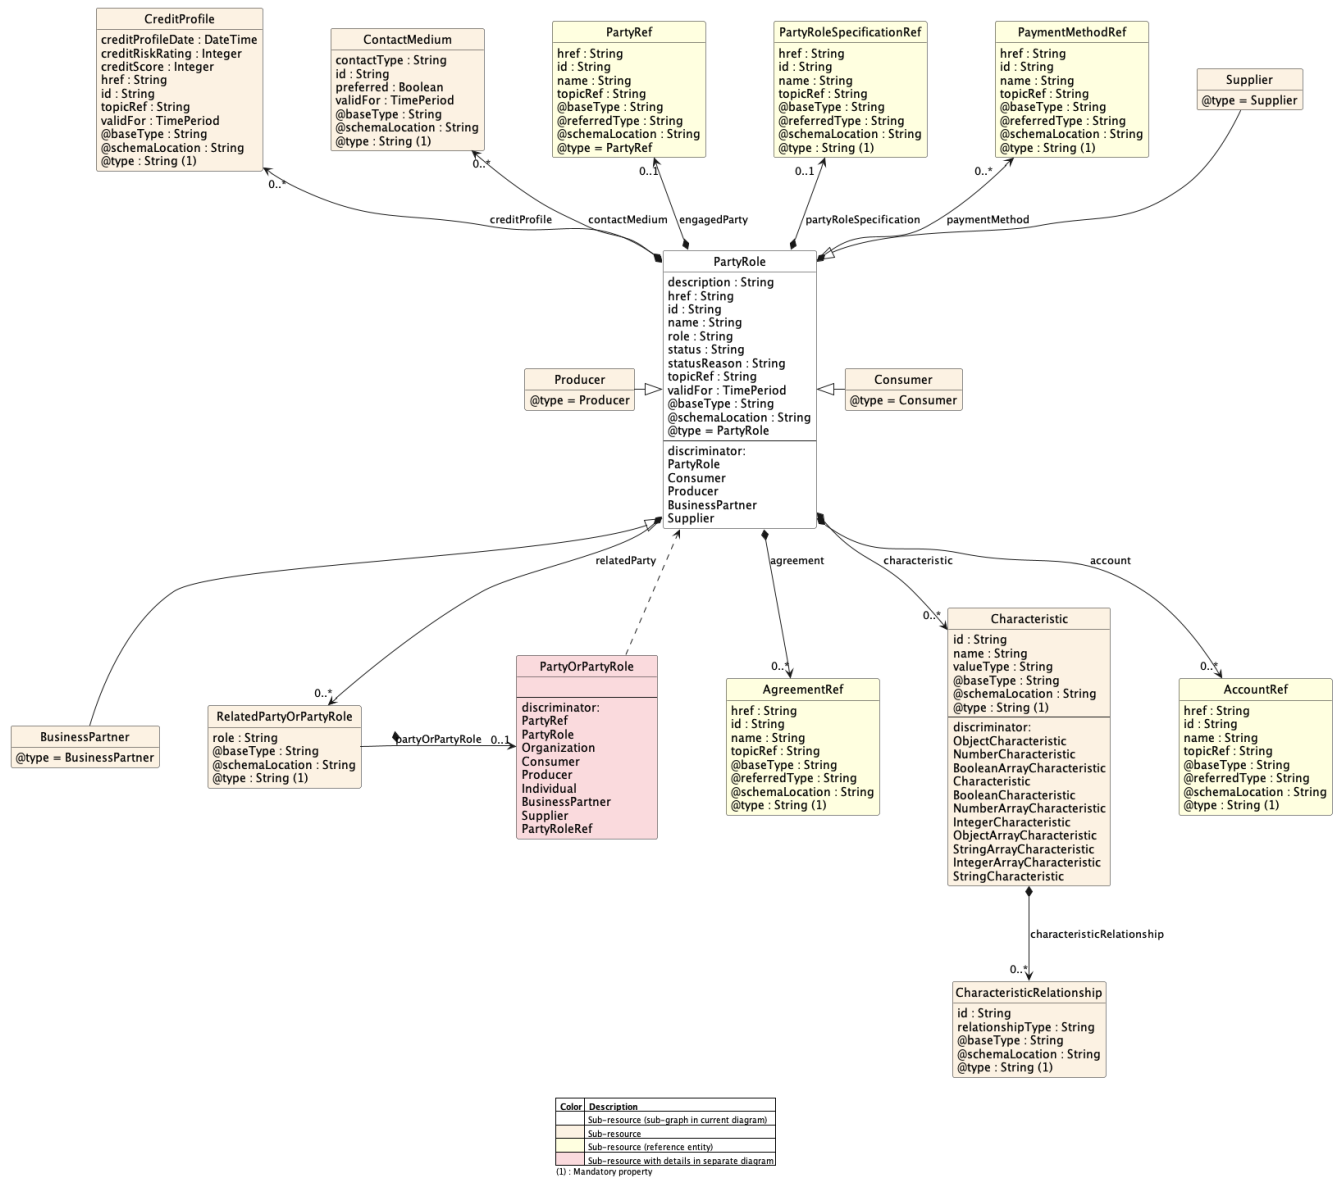 CreditProfile
creditProfileDate : DateTime
creditRiskRating : Integer
creditScore : Integer
href : String
id : String
topicRef : String
validFor : TimePeriod
@baseType : String
@schemaLocation : String
@type : String (1)
ContactMedium
contactType : String
id : String
preferred : Boolean
validFor : TimePeriod
@baseType : String
@schemaLocation : String
@type : String (1)
PartyRef
href : String
id : String
name : String
topicRef : String
@baseType : String
@referredType : String
@schemaLocation : String
@type = PartyRef
PartyRoleSpecificationRef
href : String
id : String
name : String
topicRef : String
@baseType : String
@referredType : String
@schemaLocation : String
@type : String (1)
PaymentMethodRef
href : String
id : String
name : String
topicRef : String
@baseType : String
@referredType : String
@schemaLocation : String
@type : String (1)
Supplier
@type = Supplier
0..*
0..*
0..1
0..1
0..*
creditProfile
contactMedium
engagedParty
partyRoleSpecification
paymentMethod
PartyRole
description : String
href : String
id : String
name : String
role : String
status : String
statusReason : String
topicRef : String
validFor : TimePeriod
@baseType : String
@schemaLocation : String
@type = PartyRole
discriminator:
PartyRole
Consumer
Producer
BusinessPartner
Supplier
Producer
@type = Producer
Consumer
@type = Consumer
relatedParty
agreement
characteristic
account
0..*
0..*
0..*
0..*
BusinessPartner
@type = BusinessPartner
RelatedPartyOrPartyRole
role : String
@baseType : String
@schemaLocation : String
@type : String (1)
partyOrPartyRole
0..1
PartyOrPartyRole
discriminator:
PartyRef
PartyRole
Organization
Consumer
Producer
Individual
BusinessPartner
Supplier
PartyRoleRef
AgreementRef
href : String
id : String
name : String
topicRef : String
@baseType : String
@referredType : String
@schemaLocation : String
@type : String (1)
Characteristic
id : String
name : String
valueType : String
@baseType : String
@schemaLocation : String
@type : String (1)
discriminator:
ObjectCharacteristic
NumberCharacteristic
BooleanArrayCharacteristic
Characteristic
BooleanCharacteristic
NumberArrayCharacteristic
IntegerCharacteristic
ObjectArrayCharacteristic
StringArrayCharacteristic
IntegerArrayCharacteristic
StringCharacteristic
AccountRef
href : String
id : String
name : String
topicRef : String
@baseType : String
@referredType : String
@schemaLocation : String
@type : String (1)
characteristicRelationship
0..*
CharacteristicRelationship
id : String
relationshipType : String
@baseType : String
@schemaLocation : String
@type : String (1)
Color Description
Sub-resource (sub-graph in current diagram)
Sub-resource
Sub-resource (reference entity)
Sub-resource with details in separate diagram
(1) : Mandatory property